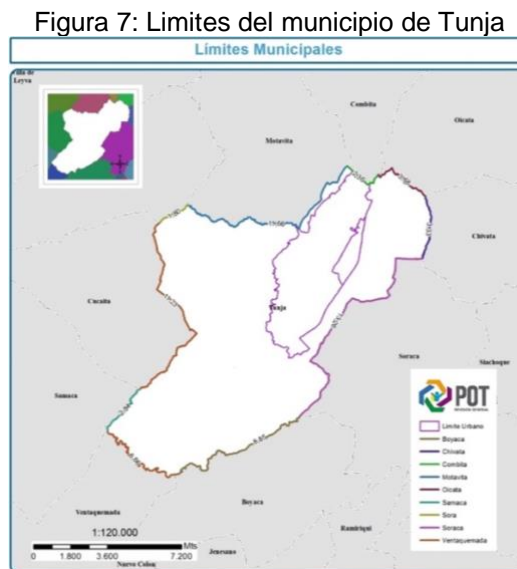 Figura 7: Limites del municipio de Tunja
Límites Municipales
Villa de
Leyva
Combita
Oicata
Motavita
Chivata
Cucaita
Tunja
Soraca
Siachoque
Samaca
POT
Limite Urbano
Boyaca
Chivata
Combita
Motavita
Oicata
Samaca
Sora
Soraca
Ventaquemada
Boyaca
Ventaquemada
Ramiriqui
1:120.000
Mts
0 1.800 3.600 7.200
Jenesano
Nuevo Colon